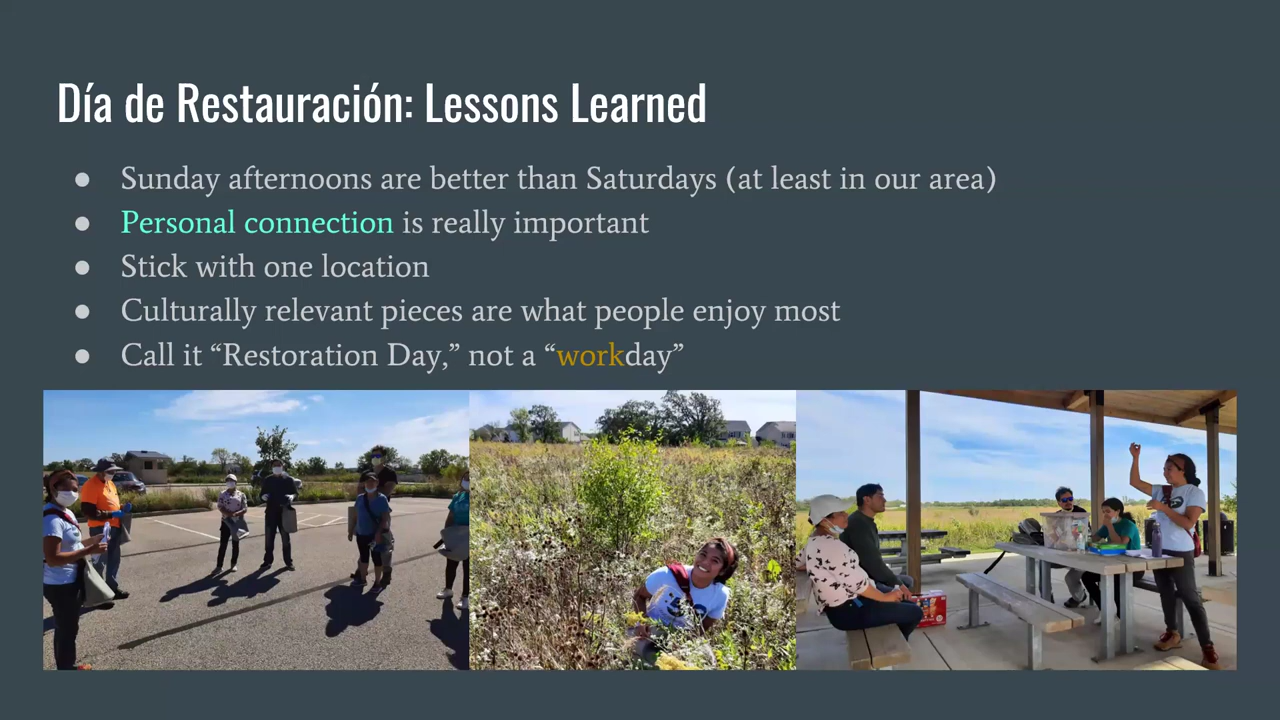 Día de Restauración: Lessons Learned
● Sunday afternoons are better than Saturdays (at least in our area)
● Personal connection is really important
● Stick with one location
● Culturally relevant pieces are what people enjoy most
● Call it “Restoration Day,” not a “workday”